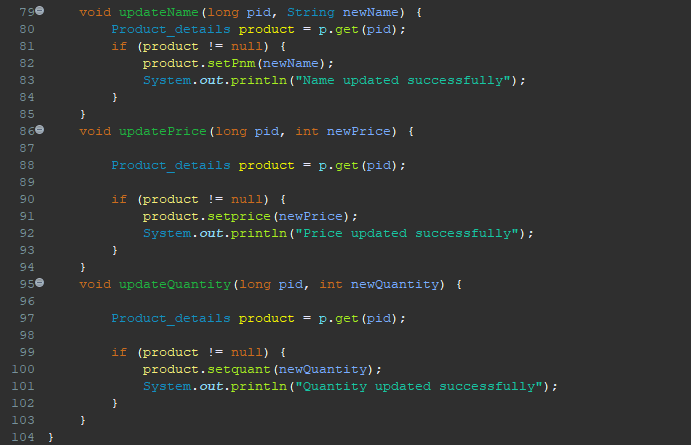 79 void updateName(long pid, String newName) {
80 Product_details product = p.get(pid);
81 if (product != null) {
82 product.setPnm(newName);
83 System.out.println("Name updated successfully");
84 }
85 }
86 void updatePrice(long pid, int newPrice) {
87
88 Product_details product = p.get(pid);
89
90 if (product != null) {
91 product.setprice(newPrice);
92 System.out.println("Price updated successfully");
93 }
94 }
95 void updateQuantity(long pid, int newQuantity) {
96
97 Product_details product = p.get(pid);
98
99 if (product != null) {
100 product.setquant(newQuantity);
101 System.out.println("Quantity updated successfully");
102 }
103 }
104 }